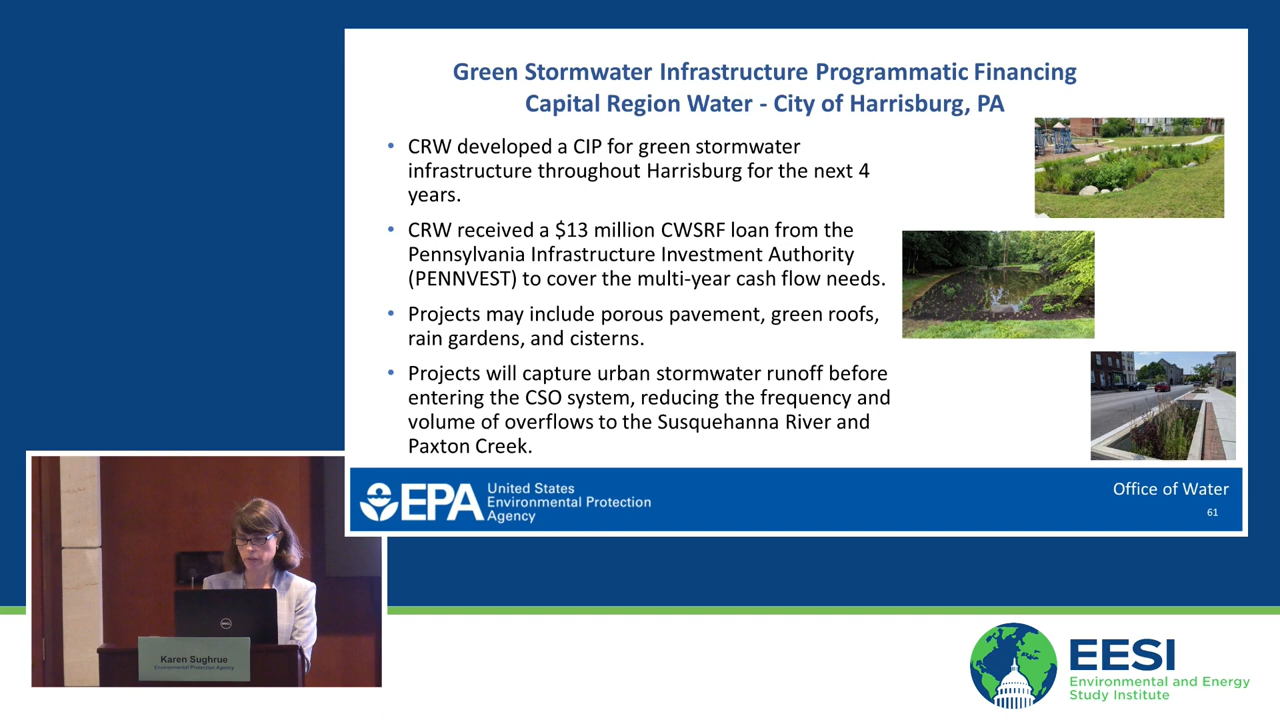 Green Stormwater Infrastructure Programmatic Financing
Capital Region Water - City of Harrisburg, PA
• CRW developed a CIP for green stormwater
infrastructure throughout Harrisburg for the next 4
years.
• CRW received a $13 million CWSRF loan from the
Pennsylvania Infrastructure Investment Authority
(PENNVEST) to cover the multi-year cash flow needs.
• Projects may include porous pavement, green roofs,
rain gardens, and cisterns.
• Projects will capture urban stormwater runoff before
entering the CSO system, reducing the frequency and
volume of overflows to the Susquehanna River and
Paxton Creek.
EPA
United States
Environmental Protection
Agency
Office of Water
61
DELL
Karen Sughrue
Environmental Protection Agency
EESI
Environmental and Energy
Study Institute